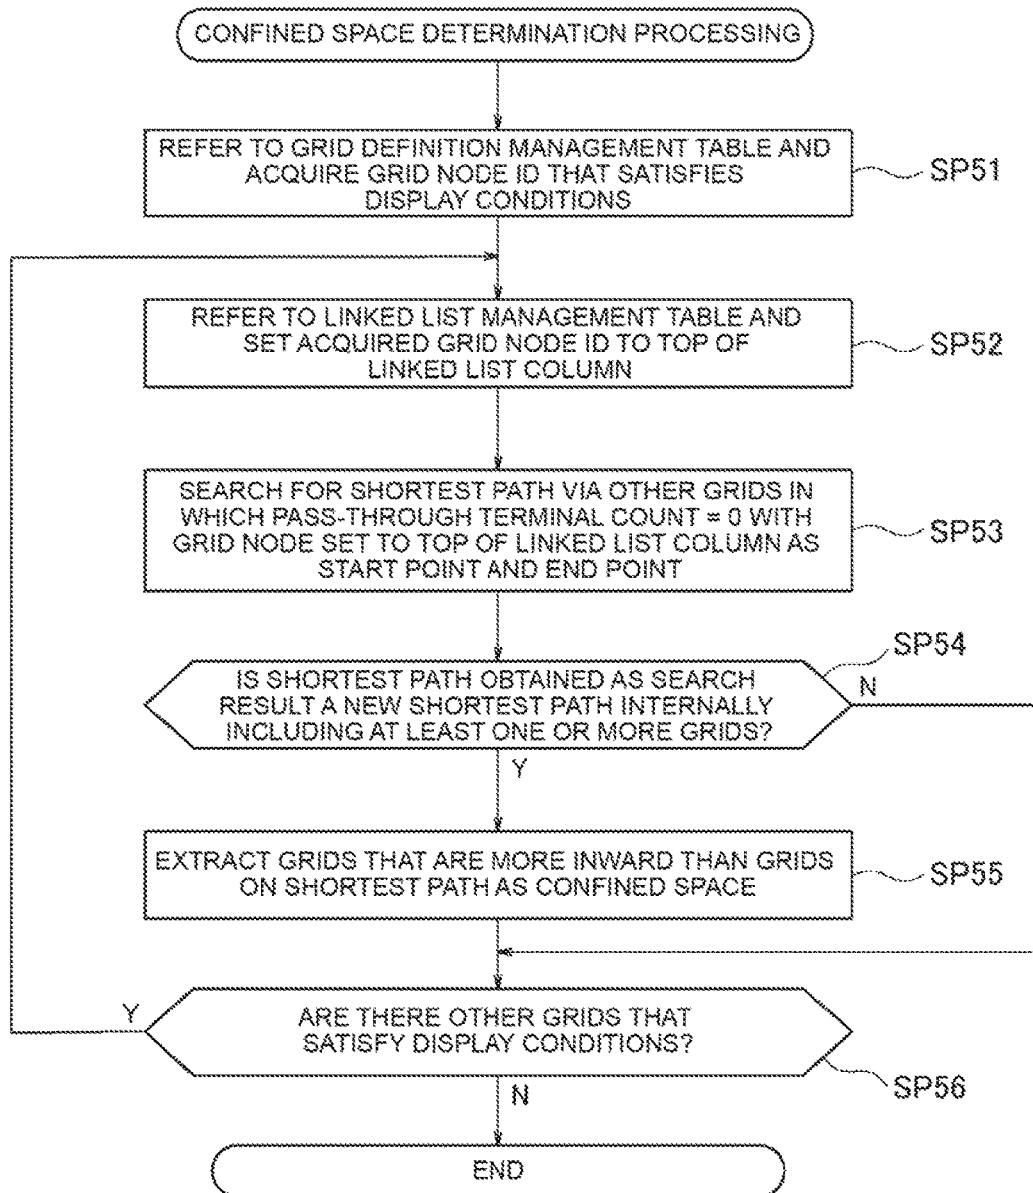 CONFINED SPACE DETERMINATION PROCESSING
REFER TO GRID DEFINITION MANAGEMENT TABLE AND
ACQUIRE GRID NODE ID THAT SATISFIES
DISPLAY CONDITIONS
SP51
REFER TO LINKED LIST MANAGEMENT TABLE AND
SET ACQUIRED GRID NODE ID TO TOP OF
LINKED LIST COLUMN
SP52
SEARCH FOR SHORTEST PATH VIA OTHER GRIDS IN
WHICH PASS-THROUGH TERMINAL COUNT = 0 WITH
GRID NODE SET TO TOP OF LINKED LIST COLUMN AS
START POINT AND END POINT
SP53
SP54
IS SHORTEST PATH OBTAINED AS SEARCH
RESULT A NEW SHORTEST PATH INTERNALLY
INCLUDING AT LEAST ONE OR MORE GRIDS?
N
Y
EXTRACT GRIDS THAT ARE MORE INWARD THAN GRIDS
ON SHORTEST PATH AS CONFINED SPACE
SP55
Y
ARE THERE OTHER GRIDS THAT
SATISFY DISPLAY CONDITIONS?
SP56
N
END